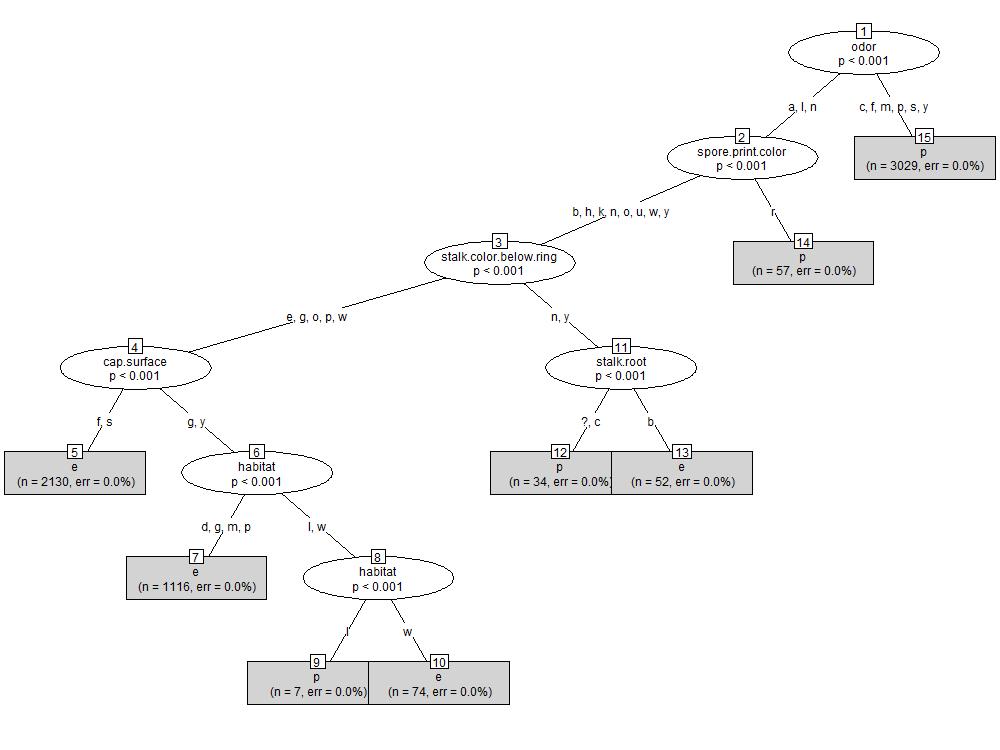 1
odor
p < 0.001
a, l, n
c, f, m, p, s, y
2
spore.print.color
p < 0.001
15
p
(n = 3029, err = 0.0%)
b, h, k, n, o, u, w, y
r
3
stalk.color.below.ring
p < 0.001
14
p
(n = 57, err = 0.0%)
e, g, o, p, w
n, y
4
cap.surface
p < 0.001
11
stalk.root
p < 0.001
f, s
g, y
?, c
b
5
e
(n = 2130, err = 0.0%)
6
habitat
p < 0.001
12
p
(n = 34, err = 0.0%)
13
e
(n = 52, err = 0.0%)
d, g, m, p
l, w
7
e
(n = 1116, err = 0.0%)
8
habitat
p < 0.001
l
w
9
p
(n = 7, err = 0.0%)
10
e
(n = 74, err = 0.0%)